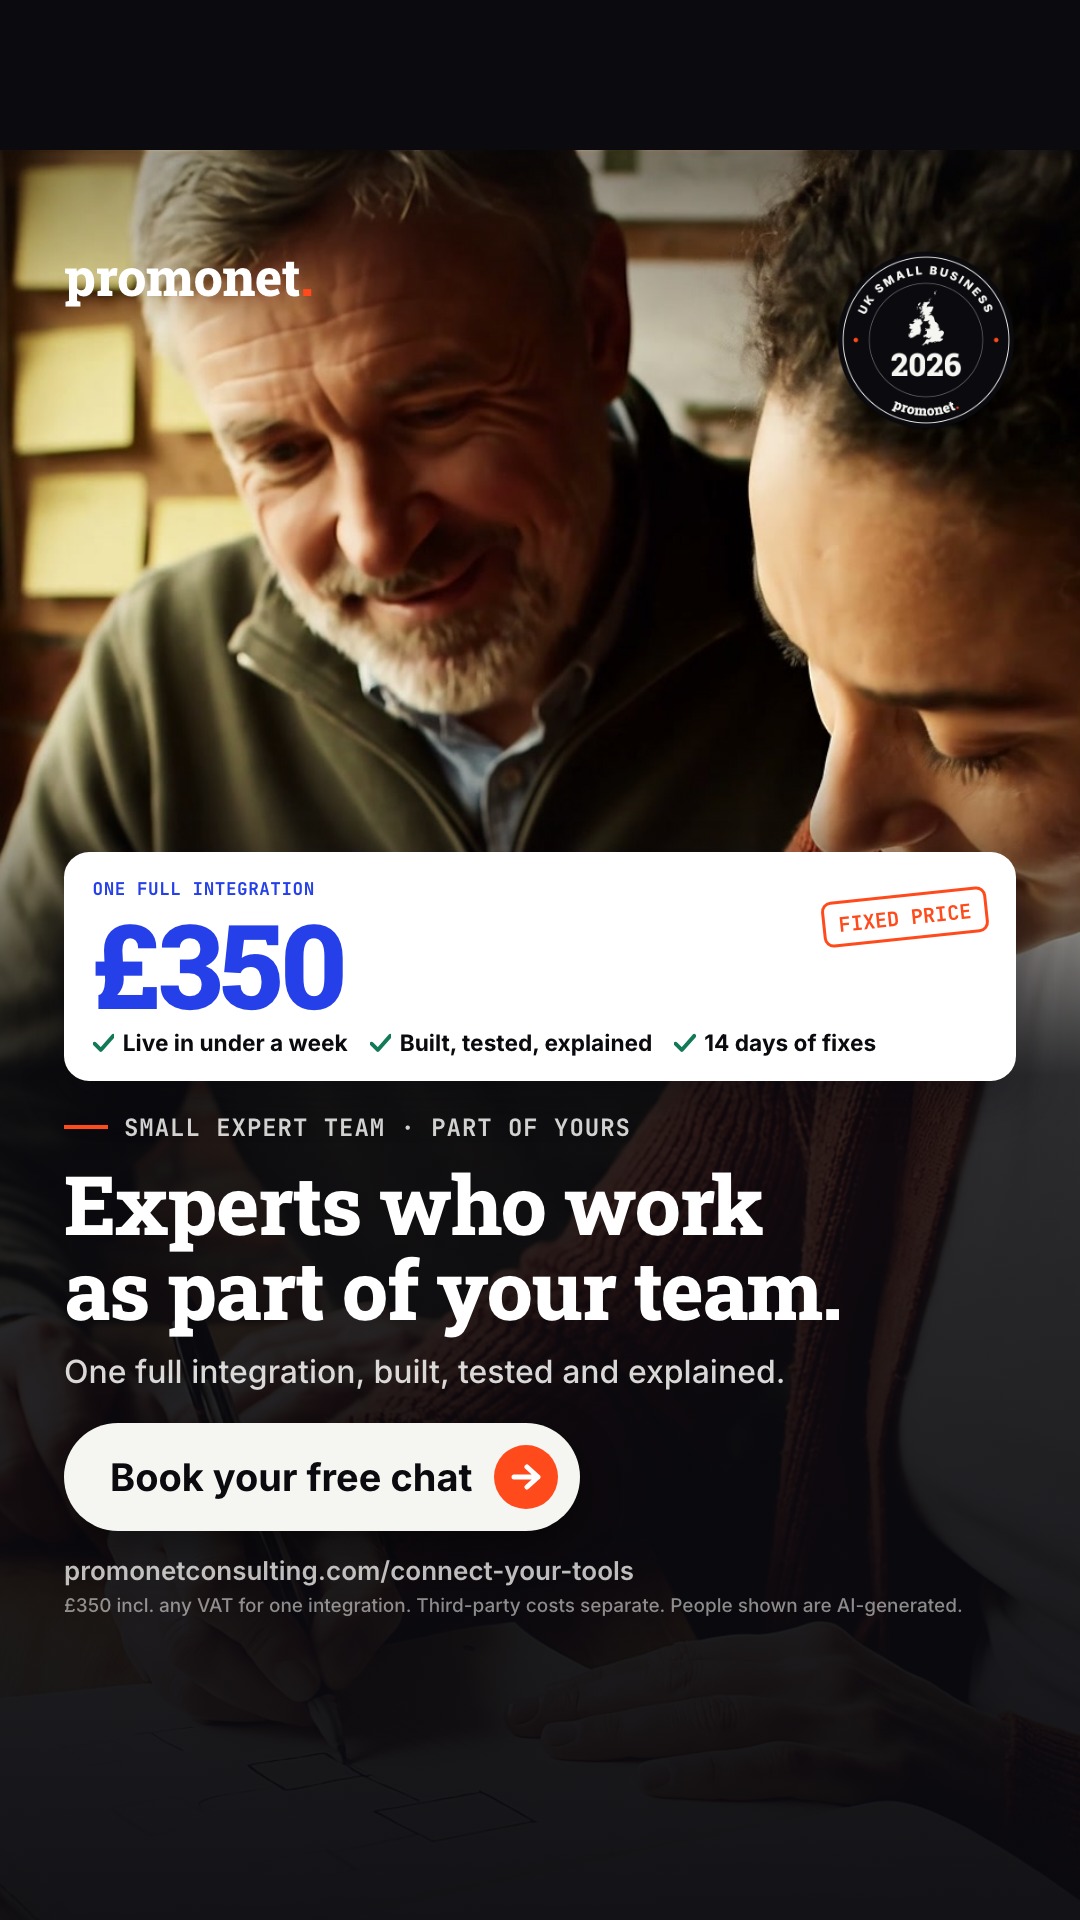 promonet.
UK SMALL BUSINESS
2026
promonet.
ONE FULL INTEGRATION
FIXED PRICE
£350
Live in under a week
Built, tested, explained
14 days of fixes
SMALL EXPERT TEAM · PART OF YOURS
Experts who work
as part of your team.
One full integration, built, tested and explained.
Book your free chat
promonetconsulting.com/connect-your-tools
£350 incl. any VAT for one integration. Third-party costs separate. People shown are AI-generated.